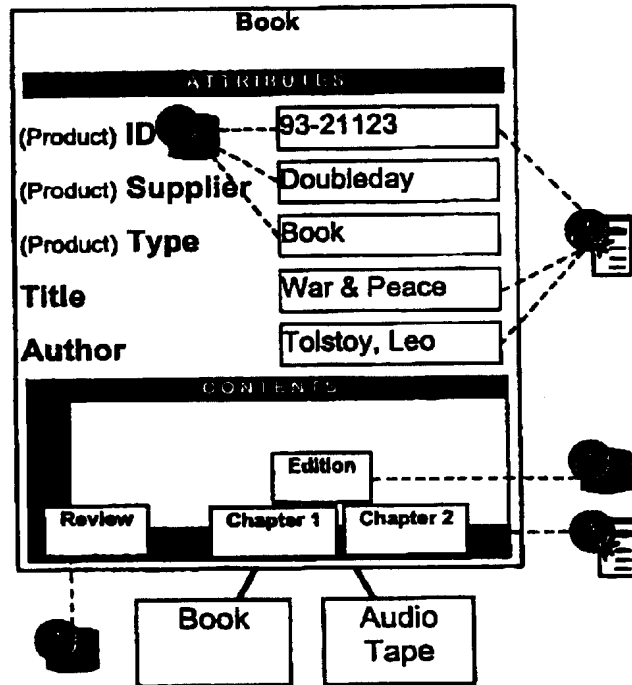 Book
ATTRIBUTES
(Product) ID 93-21123
(Product) Supplier Doubleday
(Product) Type Book
Title War & Peace
Author Tolstoy, Leo
CONTENTS
Edition
Review Chapter 1 Chapter 2
Book Audio
Tape